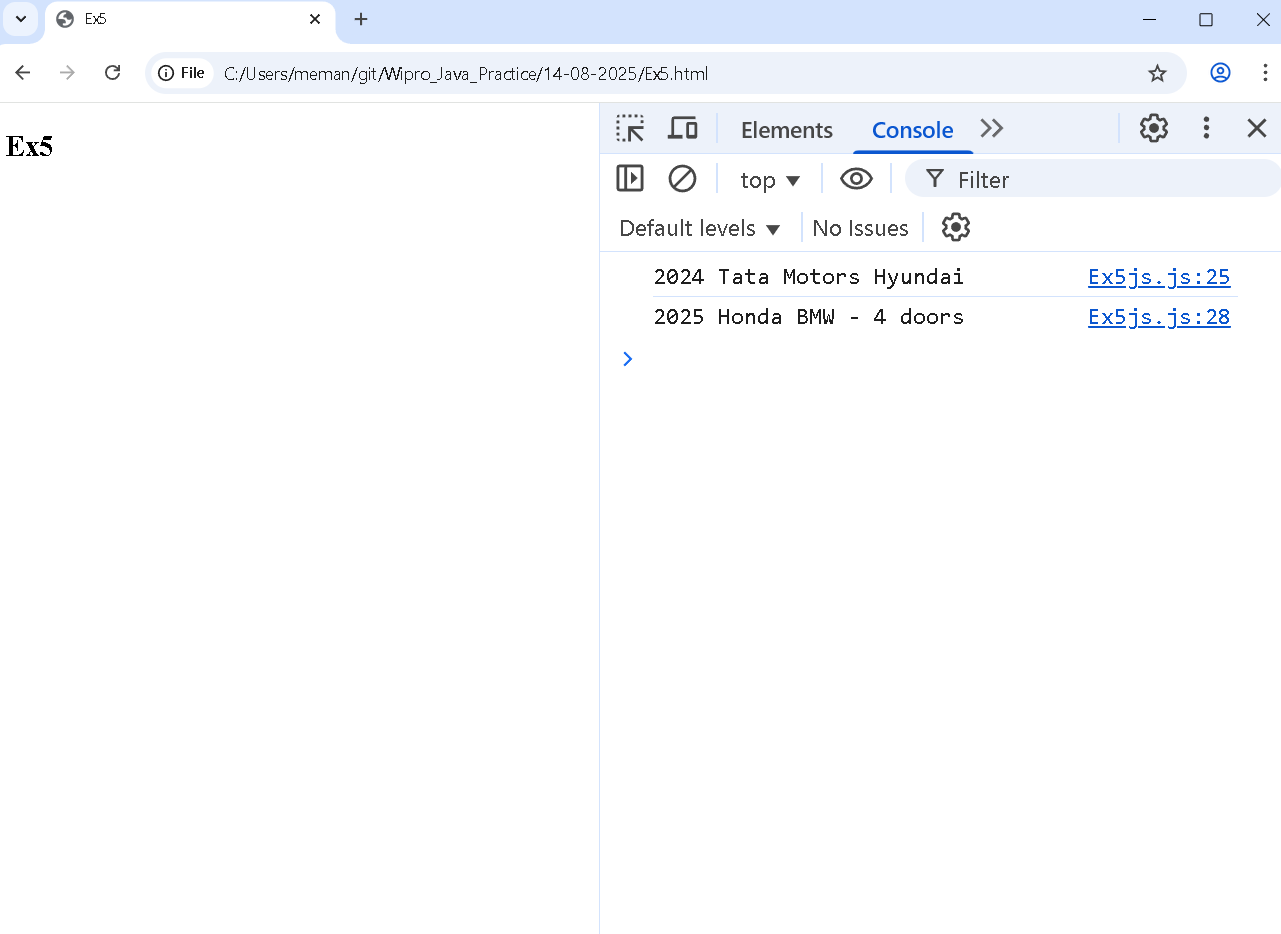 Ex5
File C:/Users/meman/git/Wipro_Java_Practice/14-08-2025/Ex5.html
Ex5
Elements Console
top Filter
Default levels No Issues
2024 Tata Motors Hyundai Ex5js.js:25
2025 Honda BMW - 4 doors Ex5js.js:28